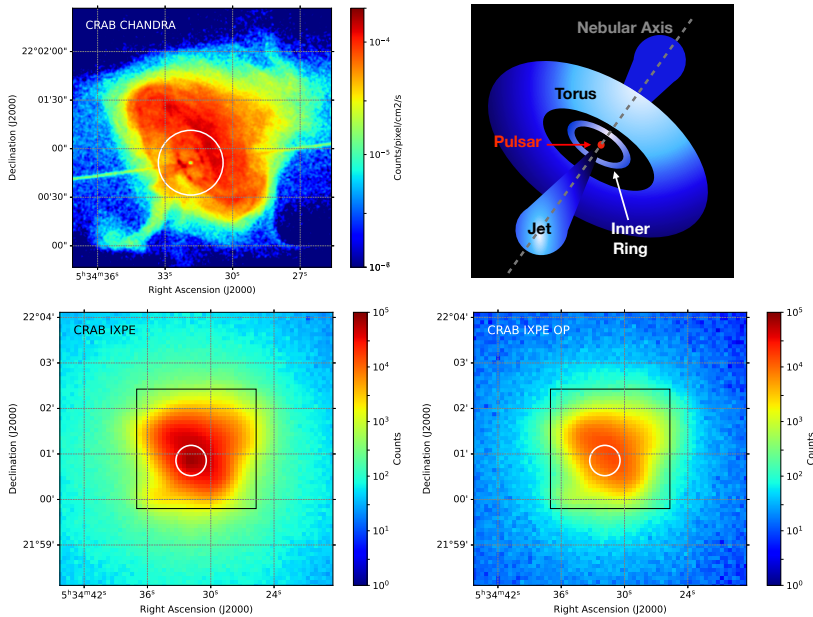 CRAB CHANDRA
22°02'00"
01'30"
00"
00'30"
00"
5ʰ34ᵐ36ˢ
33ˢ
30ˢ
27ˢ
Right Ascension (J2000)
Declination (J2000)
10⁻⁴
10⁻⁵
10⁻⁸
Counts/pixel/cm2/s
Nebular Axis
Torus
Pulsar
Jet
Inner
Ring
CRAB IXPE
22°04'
03'
02'
01'
00'
21°59'
5ʰ34ᵐ42ˢ
36ˢ
30ˢ
24ˢ
Right Ascension (J2000)
Declination (J2000)
10⁵
10⁴
10³
10²
10¹
10⁰
Counts
CRAB IXPE OP
22°04'
03'
02'
01'
00'
21°59'
5ʰ34ᵐ42ˢ
36ˢ
30ˢ
24ˢ
Right Ascension (J2000)
Declination (J2000)
10⁵
10⁴
10³
10²
10¹
10⁰
Counts